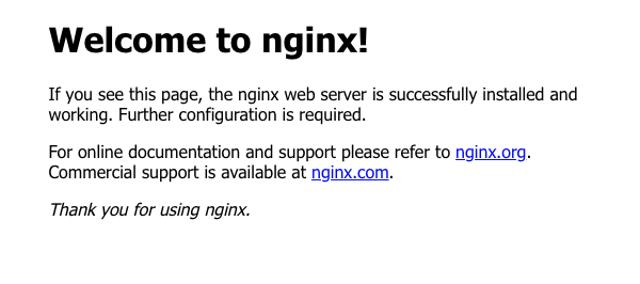 Welcome to nginx!
If you see this page, the nginx web server is successfully installed and
working. Further configuration is required.
For online documentation and support please refer to nginx.org.
Commercial support is available at nginx.com.
Thank you for using nginx.